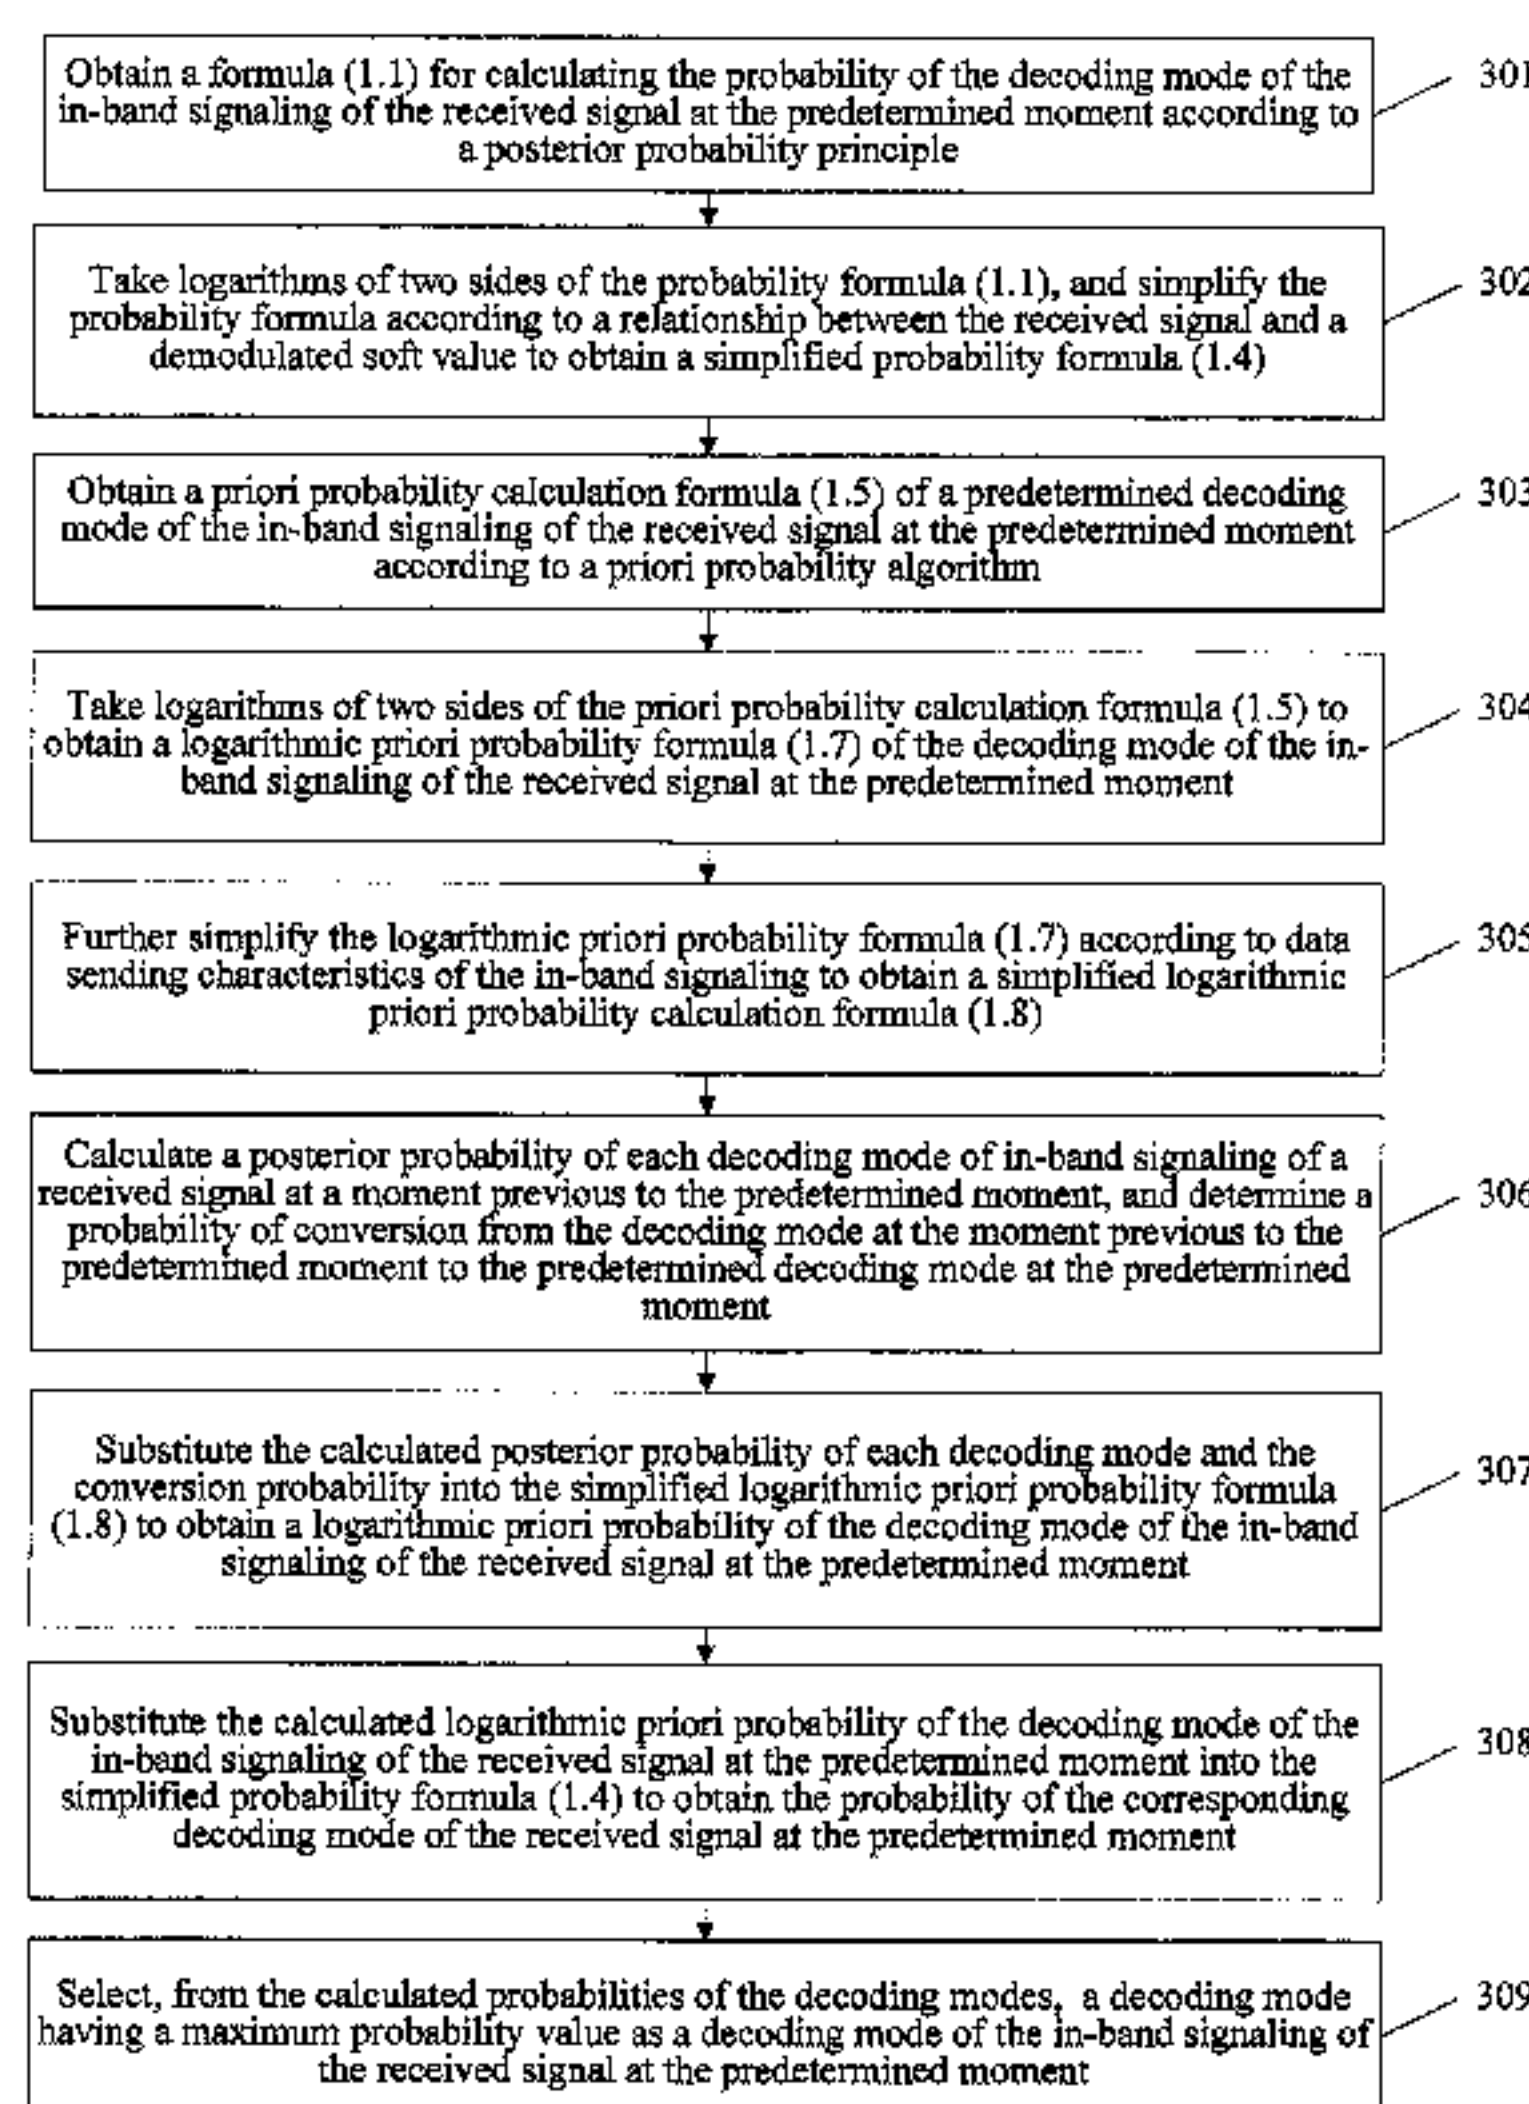 Obtain a formula (1.1) for calculating the probability of the decoding mode of the
in-band signaling of the received signal at the predetermined moment according to
a posterior probability principle
301
Take logarithms of two sides of the probability formula (1.1), and simplify the
probability formula according to a relationship between the received signal and a
demodulated soft value to obtain a simplified probability formula (1.4)
302
Obtain a priori probability calculation formula (1.5) of a predetermined decoding
mode of the in-band signaling of the received signal at the predetermined moment
according to a priori probability algorithm
303
Take logarithms of two sides of the priori probability calculation formula (1.5) to
obtain a logarithmic priori probability formula (1.7) of the decoding mode of the in-
band signaling of the received signal at the predetermined moment
304
Further simplify the logarithmic priori probability formula (1.7) according to data
sending characteristics of the in-band signaling to obtain a simplified logarithmic
priori probability calculation formula (1.8)
305
Calculate a posterior probability of each decoding mode of in-band signaling of a
received signal at a moment previous to the predetermined moment, and determine a
probability of conversion from the decoding mode at the moment previous to the
predetermined moment to the predetermined decoding mode at the predetermined
moment
306
Substitute the calculated posterior probability of each decoding mode and the
conversion probability into the simplified logarithmic priori probability formula
(1.8) to obtain a logarithmic priori probability of the decoding mode of the in-band
signaling of the received signal at the predetermined moment
307
Substitute the calculated logarithmic priori probability of the decoding mode of the
in-band signaling of the received signal at the predetermined moment into the
simplified probability formula (1.4) to obtain the probability of the corresponding
decoding mode of the received signal at the predetermined moment
308
Select, from the calculated probabilities of the decoding modes, a decoding mode
having a maximum probability value as a decoding mode of the in-band signaling of
the received signal at the predetermined moment
309